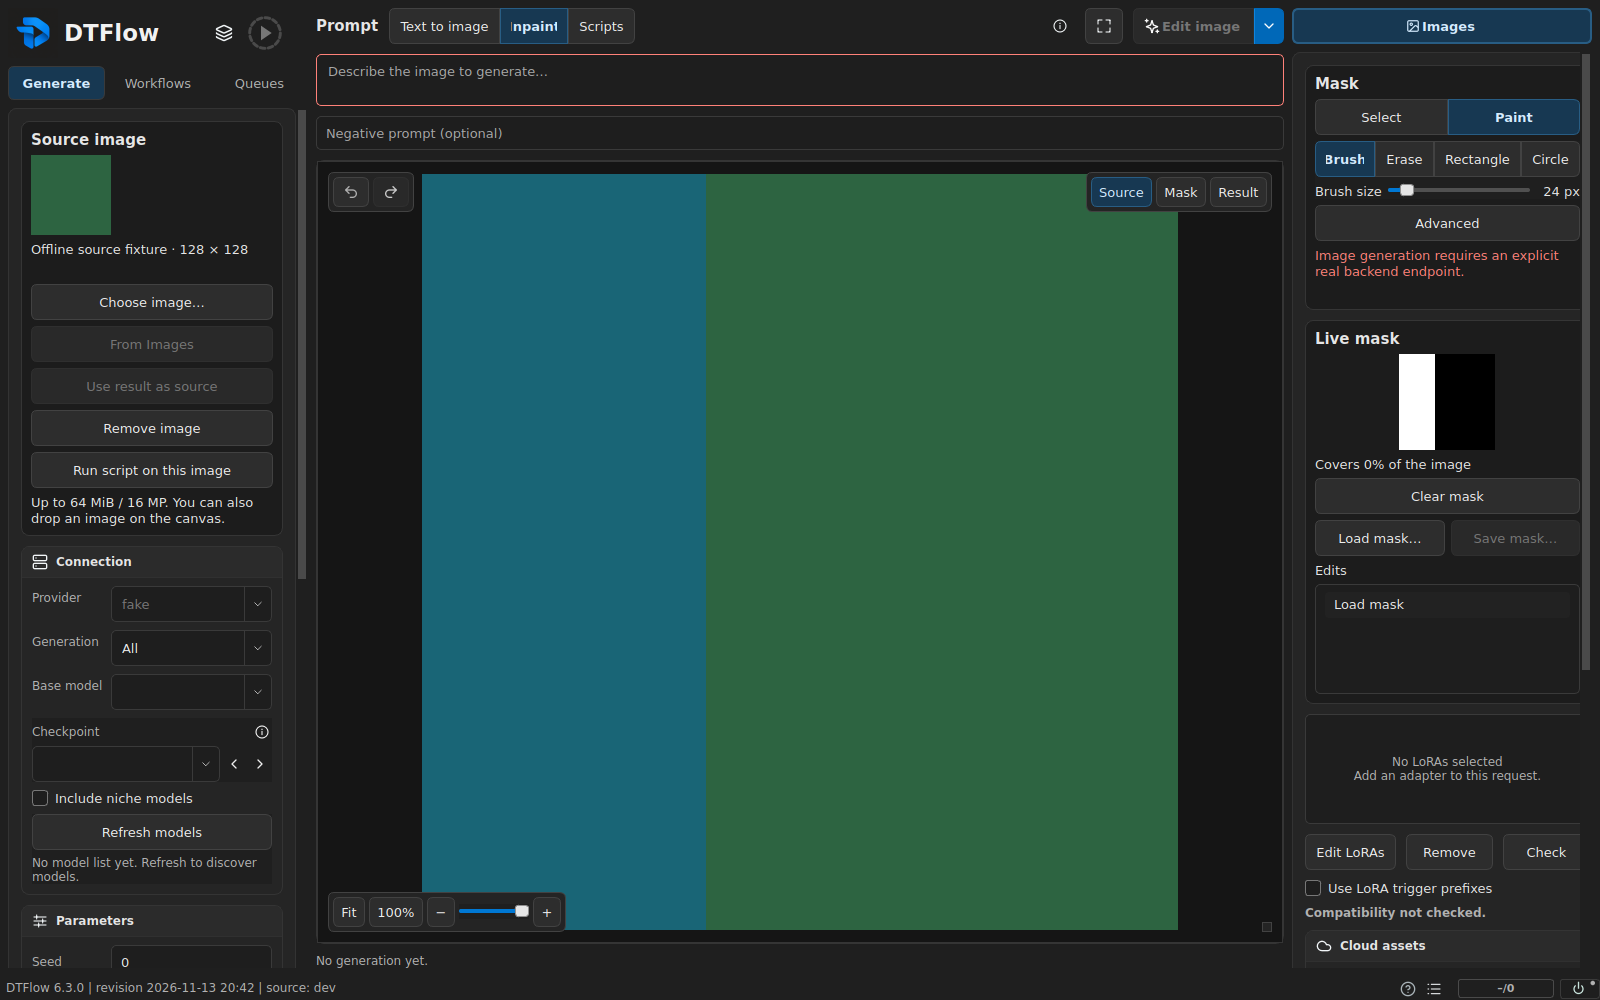 DTFlow
Generate
Workflows
Queues
Source image
Offline source fixture · 128 × 128
Choose image...
From Images
Use result as source
Remove image
Run script on this image
Up to 64 MiB / 16 MP. You can also
drop an image on the canvas.
Connection
Provider
fake
Generation
All
Base model
Checkpoint
Include niche models
Refresh models
No model list yet. Refresh to discover
models.
Parameters
Seed
0
Prompt
Text to image
Inpaint
Scripts
Edit image
Describe the image to generate...
Negative prompt (optional)
Source
Mask
Result
Fit
100%
−
+
No generation yet.
Images
Mask
Select
Paint
Brush
Erase
Rectangle
Circle
Brush size
24 px
Advanced
Image generation requires an explicit
real backend endpoint.
Live mask
Covers 0% of the image
Clear mask
Load mask...
Save mask...
Edits
Load mask
No LoRAs selected
Add an adapter to this request.
Edit LoRAs
Remove
Check
Use LoRA trigger prefixes
Compatibility not checked.
Cloud assets
DTFlow 6.3.0 | revision 2026-11-13 20:42 | source: dev
–/0